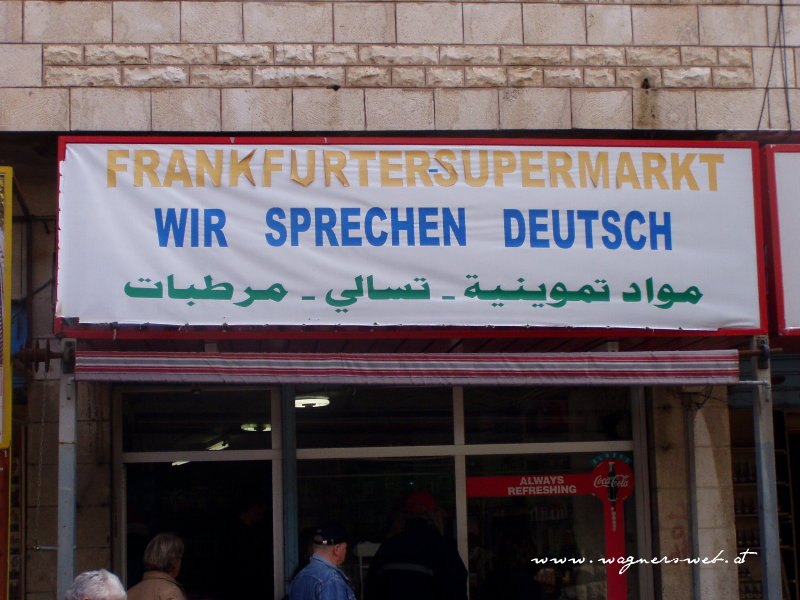 FRANKFURTER-SUPERMARKT
WIR SPRECHEN DEUTSCH
مواد تموينية - تسالي - مرطبات
ALWAYS
REFRESHING
Coca-Cola
www.wagnersweb.at